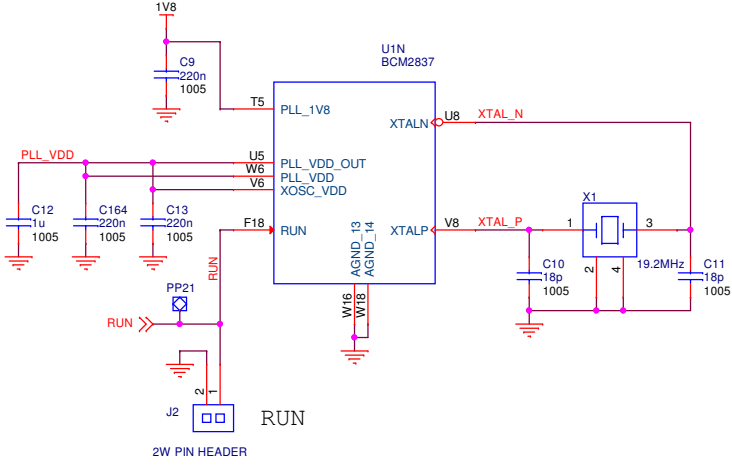 1V8
C9
220n
1005
U1N
BCM2837
T5
PLL_1V8
XTALN
U8
XTAL_N
PLL_VDD
U5
PLL_VDD_OUT
W6
PLL_VDD
V6
XOSC_VDD
C12
1u
1005
C164
220n
1005
C13
220n
1005
F18
RUN
XTALP
V8
XTAL_P
AGND_13
AGND_14
W16
W18
X1
1
3
2
4
19.2MHz
C10
18p
1005
C11
18p
1005
RUN
PP21
RUN
2
1
J2
RUN
2W PIN HEADER